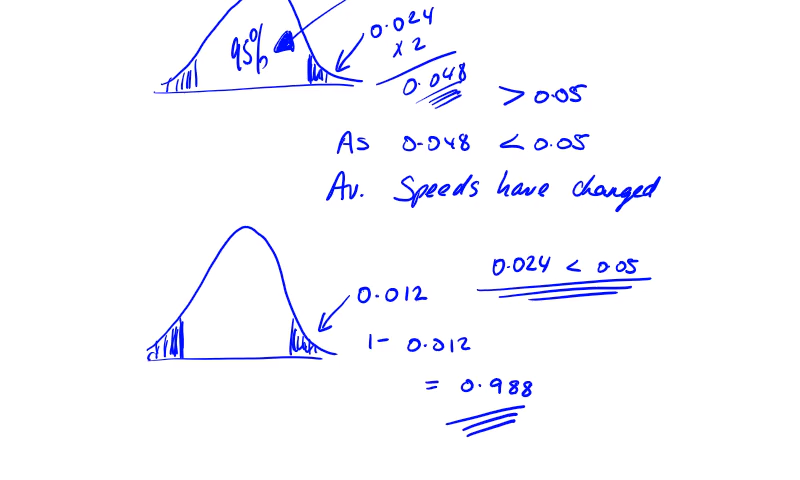 0.024
x 2
95%
0.048
> 0.05
As 0.048 < 0.05
Av. Speeds have changed
0.024 < 0.05
0.012
1 - 0.012
= 0.988